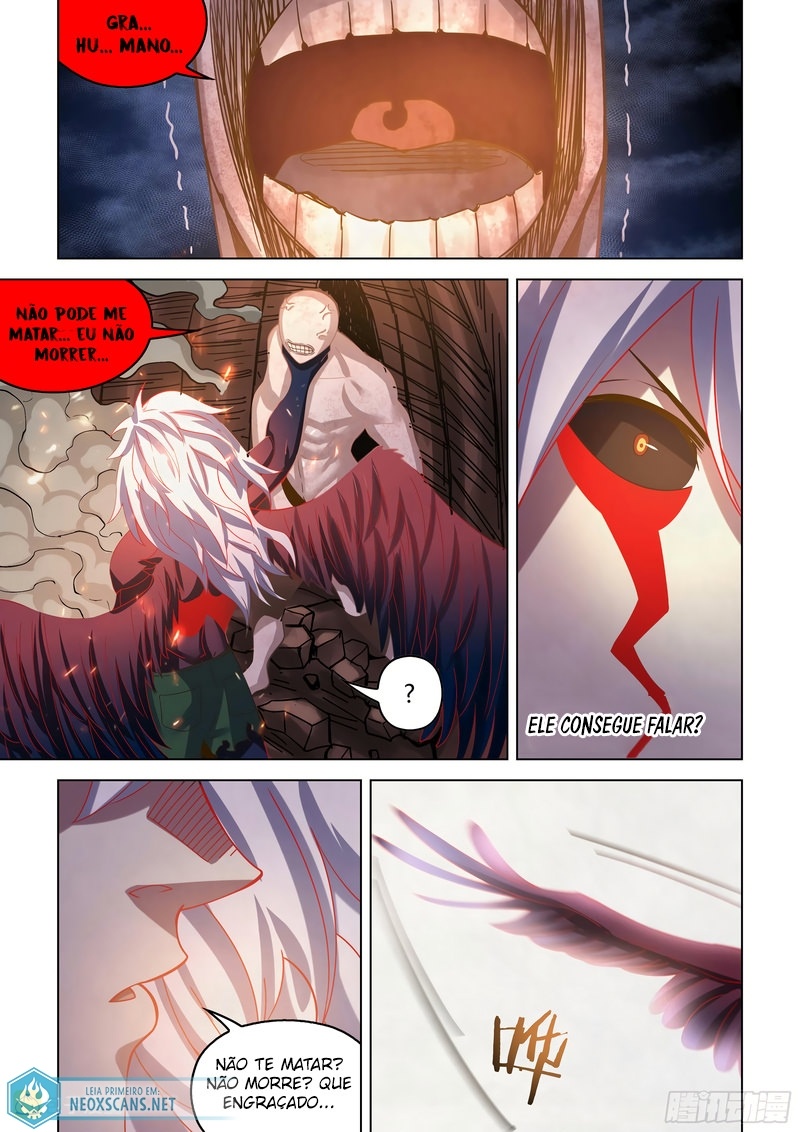 GRA...
HU... MANO...
NÃO PODE ME
MATAR... EU NÃO
MORRER...
?
ELE CONSEGUE FALAR?
NÃO TE MATAR?
NÃO MORRE? QUE
ENGRAÇADO...
LEIA PRIMEIRO EM:
NEOXSCANS.NET
腾讯动漫